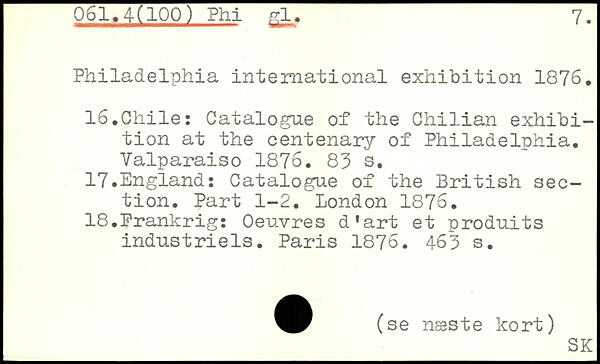 061.4(100) Phi gl. 7.
Philadelphia international exhibition 1876.
16.Chile: Catalogue of the Chilian exhibi-
tion at the centenary of Philadelphia.
Valparaiso 1876. 83 s.
17.England: Catalogue of the British sec-
tion. Part 1-2. London 1876.
18.Frankrig: Oeuvres d'art et produits
industriels. Paris 1876. 463 s.
(se næste kort)
SK